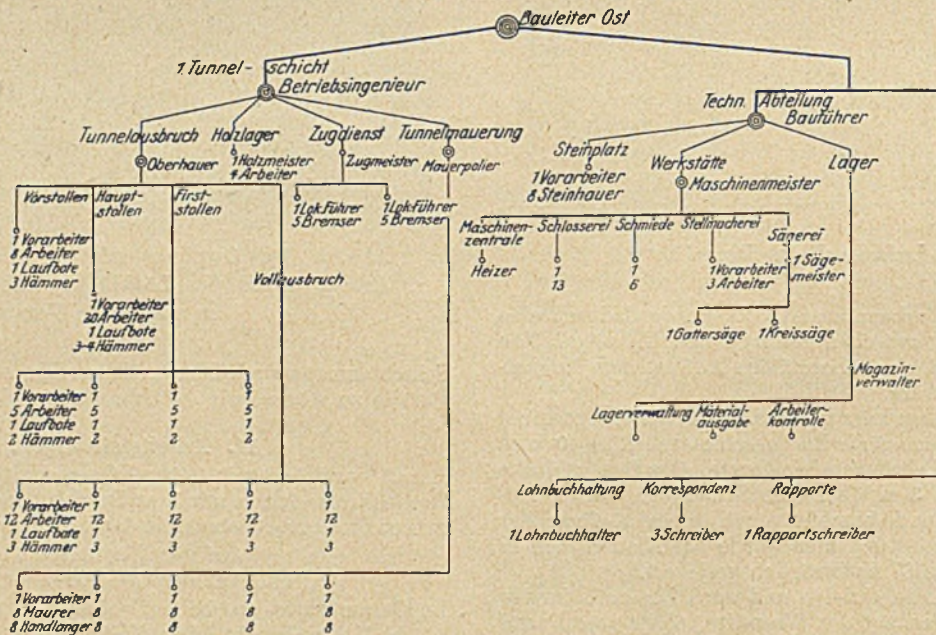 Bauleiter Ost
1. Tunnel - schicht
Betriebsingenieur
Techn. Abteilung
Bauführer
Tunnelausbruch Holzlager Zugdienst Tunnelmauerung
Oberhauer
1 Holzmeister
4 Arbeiter
Zugmeister
Mauerpolier
Steinplatz
1 Vorarbeiter
8 Steinhauer
Werkstätte
Maschinenmeister
Lager
Vorstollen Haupt- First-
stollen stollen
1 Lok-Führer 1 Lok-Führer
5 Bremser 5 Bremser
1 Vorarbeiter
8 Arbeiter
1 Laufbote
3 Hämmer
1 Vorarbeiter
20 Arbeiter
1 Laufbote
3-4 Hämmer
Vollausbruch
Maschinen- Schlosserei Schmiede Stellmacherei Sägerei
zentrale
Heizer
1
13
1
6
1 Vorarbeiter
3 Arbeiter
1 Säge-
meister
1 Gattersäge 1 Kreissäge
Magazin-
verwalter
1 Vorarbeiter 1 1 1
5 Arbeiter 5 5 5
1 Laufbote 1 1 1
2 Hämmer 2 2 2
Lagerverwaltung Material- Arbeiter-
ausgabe kontrolle
Lohnbuchhaltung Korrespondenz Rapporte
1 Lohnbuchhalter 3 Schreiber 1 Rapportschreiber
1 Vorarbeiter 1 1 1 1
12 Arbeiter 12 12 12 12
1 Laufbote 1 1 1 1
3 Hämmer 3 3 3 3
1 Vorarbeiter 1 1 1 1
8 Maurer 8 8 8 8
8 Handlanger 8 8 8 8